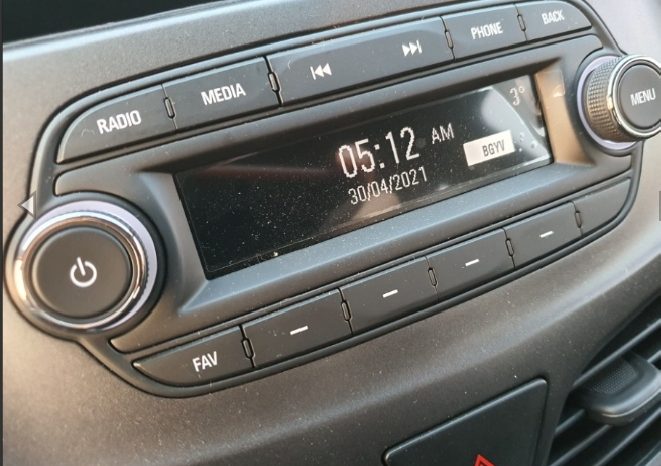 RADIO
MEDIA
PHONE
BACK
3°
MENU
05:12 AM
BGYV
30/04/2021
FAV